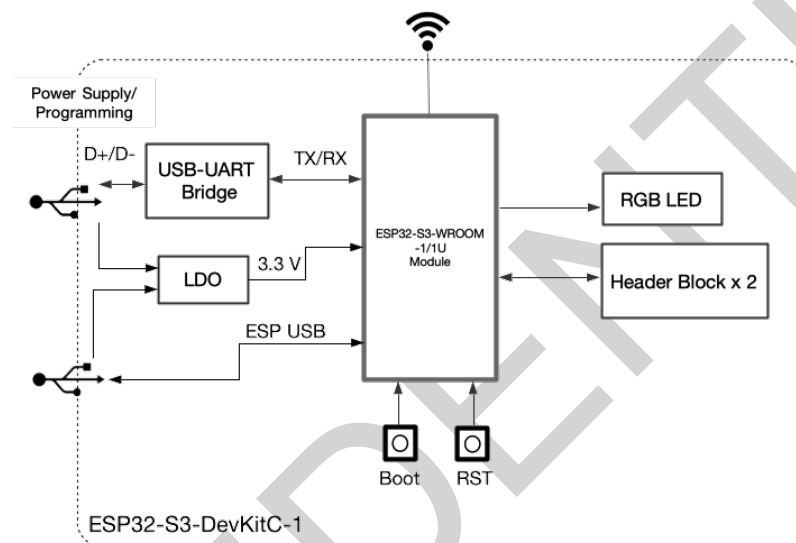 Power Supply/
Programming
D+/D-
USB-UART
Bridge
TX/RX
ESP32-S3-WROOM
-1/1U
Module
RGB LED
LDO
3.3 V
Header Block x 2
ESP USB
Boot
RST
ESP32-S3-DevKitC-1